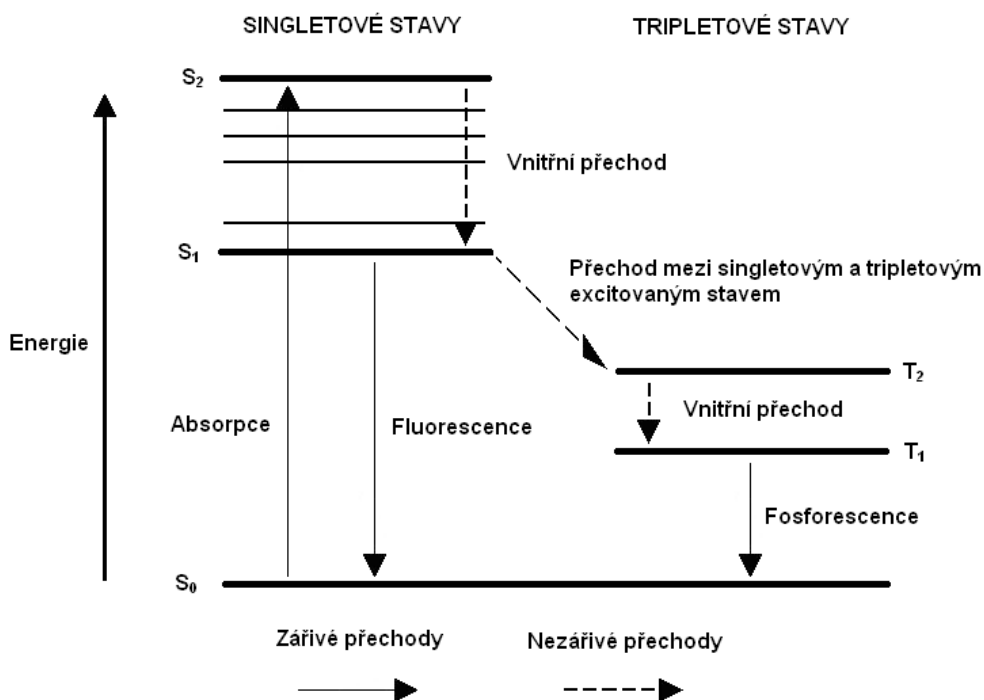 SINGLETOVÉ STAVY
TRIPLETOVÉ STAVY
S₂
Vnitřní přechod
S₁
Přechod mezi singletovým a tripletovým
excitovaným stavem
Energie
T₂
Vnitřní přechod
Absorpce
Fluorescence
T₁
Fosforescence
S₀
Zářivé přechody
Nezářivé přechody